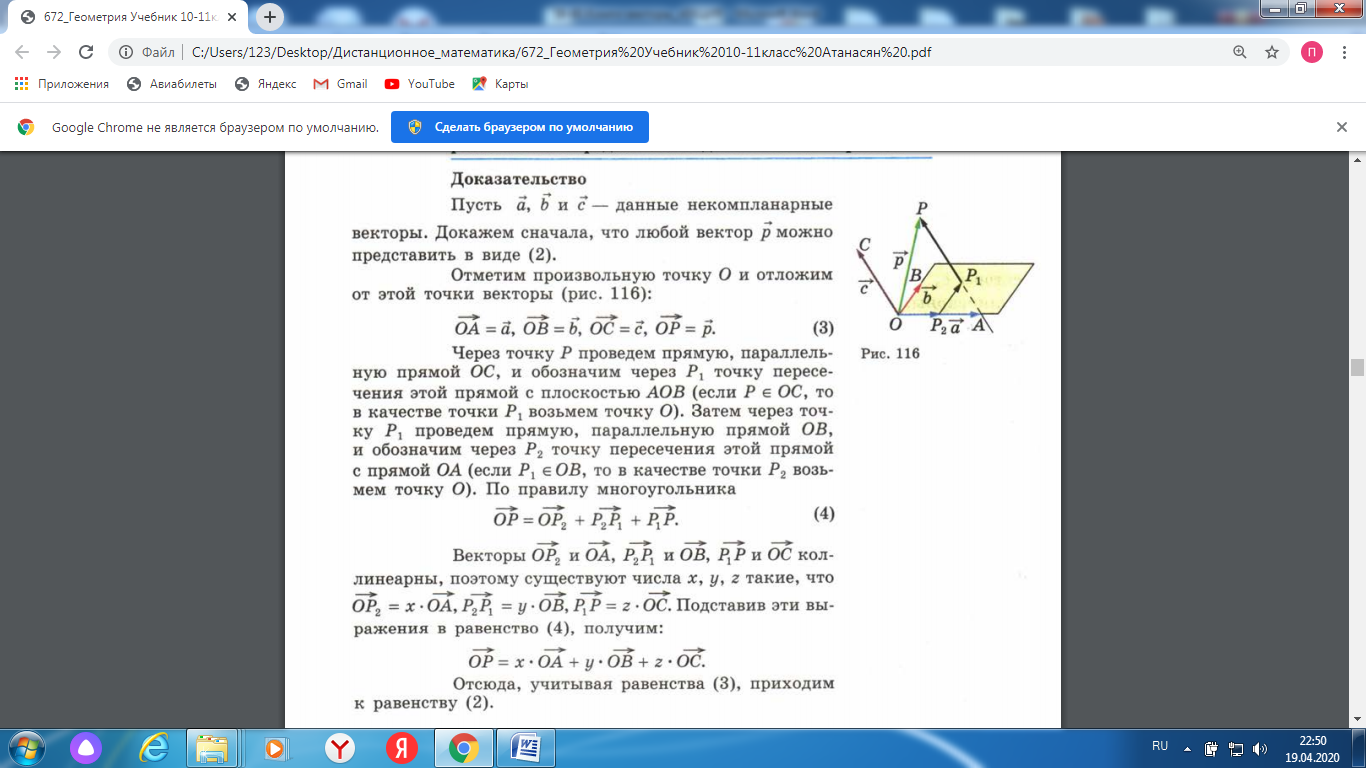 672_Геометрия Учебник 10-11кл
Файл | C:/Users/123/Desktop/Дистанционное_математика/672_Геометрия%20Учебник%2010-11класс%20Атанасян%20.pdf
Приложения Авиабилеты Яндекс Gmail YouTube Карты
Google Chrome не является браузером по умолчанию. Сделать браузером по умолчанию
Доказательство
Пусть a⃗, b⃗ и c⃗ — данные некомпланарные
векторы. Докажем сначала, что любой вектор p⃗ можно
представить в виде (2).
Отметим произвольную точку O и отложим
от этой точки векторы (рис. 116):
OA⃗ = a⃗, OB⃗ = b⃗, OC⃗ = c⃗, OP⃗ = p⃗. (3)
Через точку P проведем прямую, параллель-
ную прямой OC, и обозначим через P₁ точку пересе-
чения этой прямой с плоскостью AOB (если P ∈ OC, то
в качестве точки P₁ возьмем точку O). Затем через точ-
ку P₁ проведем прямую, параллельную прямой OB,
и обозначим через P₂ точку пересечения этой прямой
с прямой OA (если P₁ ∈ OB, то в качестве точки P₂ возь-
мем точку O). По правилу многоугольника
OP⃗ = OP₂⃗ + P₂P₁⃗ + P₁P⃗. (4)
Векторы OP₂⃗ и OA⃗, P₂P₁⃗ и OB⃗, P₁P⃗ и OC⃗ кол-
линеарны, поэтому существуют числа x, y, z такие, что
OP₂⃗ = x · OA⃗, P₂P₁⃗ = y · OB⃗, P₁P⃗ = z · OC⃗. Подставив эти вы-
ражения в равенство (4), получим:
OP⃗ = x · OA⃗ + y · OB⃗ + z · OC⃗.
Отсюда, учитывая равенства (3), приходим
к равенству (2).
P
C
p⃗
B
P₁
c⃗
b⃗
O P₂ a⃗ A
Рис. 116
RU
22:50
19.04.2020